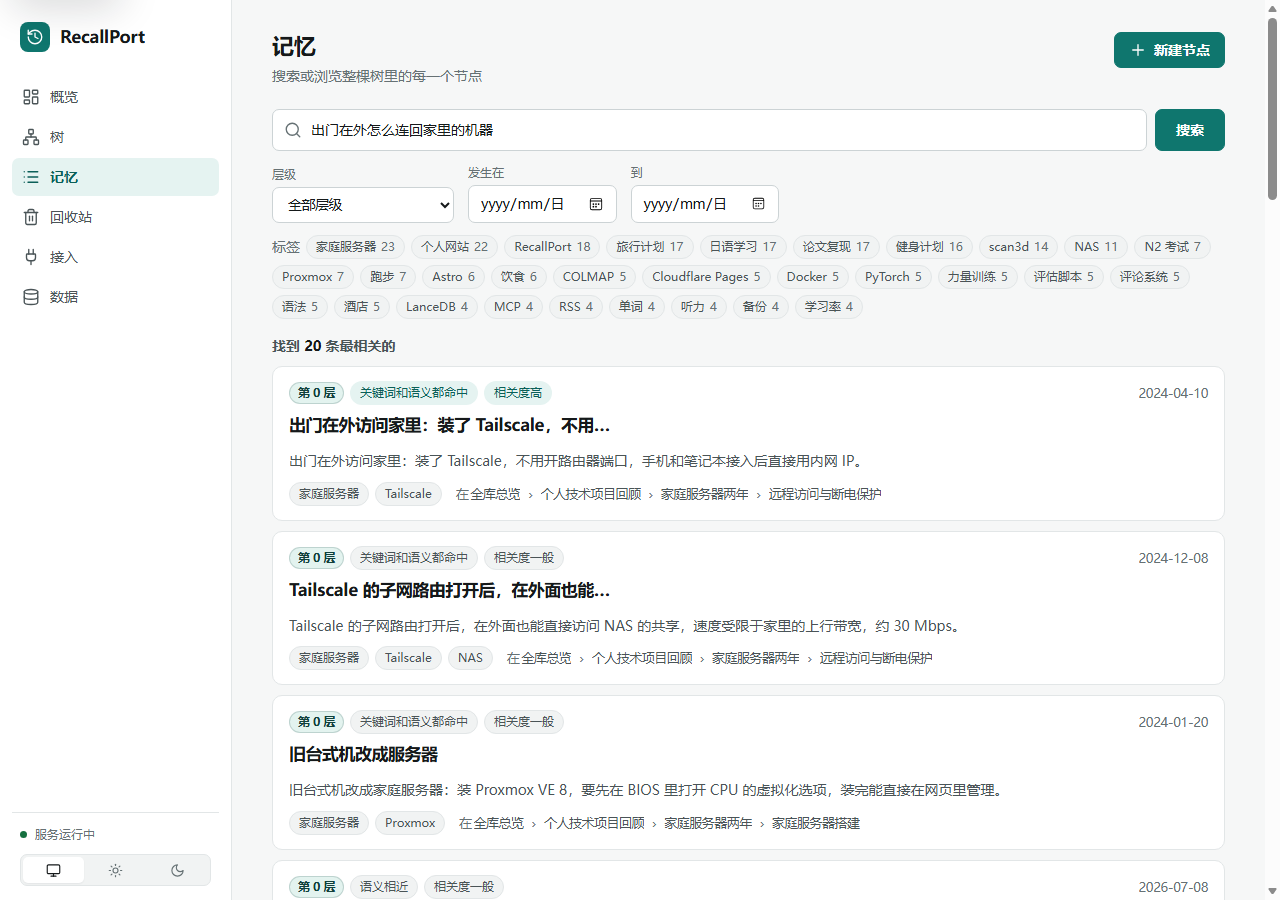 RecallPort
概览
树
记忆
回收站
接入
数据
服务运行中
记忆
搜索或浏览整棵树里的每一个节点
新建节点
出门在外怎么连回家里的机器
搜索
层级 发生在 到
全部层级 yyyy/mm/日 yyyy/mm/日
标签 家庭服务器 23 个人网站 22 RecallPort 18 旅行计划 17 日语学习 17 论文复现 17 健身计划 16 scan3d 14 NAS 11 N2 考试 7
Proxmox 7 跑步 7 Astro 6 饮食 6 COLMAP 5 Cloudflare Pages 5 Docker 5 PyTorch 5 力量训练 5 评估脚本 5 评论系统 5
语法 5 酒店 5 LanceDB 4 MCP 4 RSS 4 单词 4 听力 4 备份 4 学习率 4
找到 20 条最相关的
第 0 层 关键词和语义都命中 相关度高 2024-04-10
出门在外访问家里：装了 Tailscale，不用…
出门在外访问家里：装了 Tailscale，不用开路由器端口，手机和笔记本接入后直接用内网 IP。
家庭服务器 Tailscale 在 全库总览 › 个人技术项目回顾 › 家庭服务器两年 › 远程访问与断电保护
第 0 层 关键词和语义都命中 相关度一般 2024-12-08
Tailscale 的子网路由打开后，在外面也能…
Tailscale 的子网路由打开后，在外面也能直接访问 NAS 的共享，速度受限于家里的上行带宽，约 30 Mbps。
家庭服务器 Tailscale NAS 在 全库总览 › 个人技术项目回顾 › 家庭服务器两年 › 远程访问与断电保护
第 0 层 关键词和语义都命中 相关度一般 2024-01-20
旧台式机改成服务器
旧台式机改成家庭服务器：装 Proxmox VE 8，要先在 BIOS 里打开 CPU 的虚拟化选项，装完能直接在网页里管理。
家庭服务器 Proxmox 在 全库总览 › 个人技术项目回顾 › 家庭服务器两年 › 家庭服务器搭建
第 0 层 语义相近 相关度一般 2026-07-08